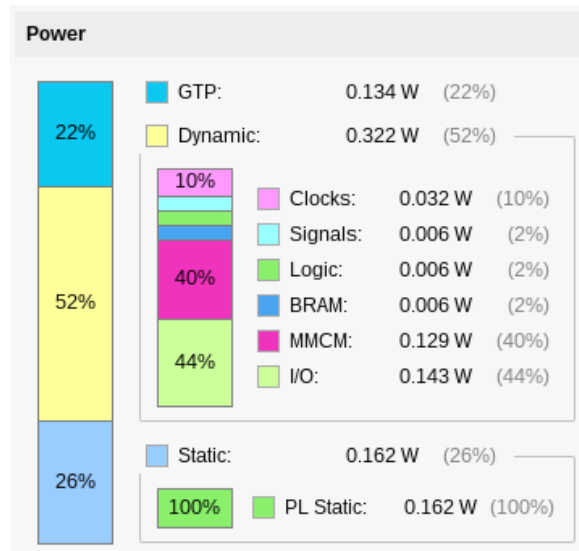 Power
22%
GTP: 0.134 W (22%)
52%
Dynamic: 0.322 W (52%)
10%
Clocks: 0.032 W (10%)
Signals: 0.006 W (2%)
Logic: 0.006 W (2%)
BRAM: 0.006 W (2%)
40%
MMCM: 0.129 W (40%)
44%
I/O: 0.143 W (44%)
26%
Static: 0.162 W (26%)
100%
PL Static: 0.162 W (100%)